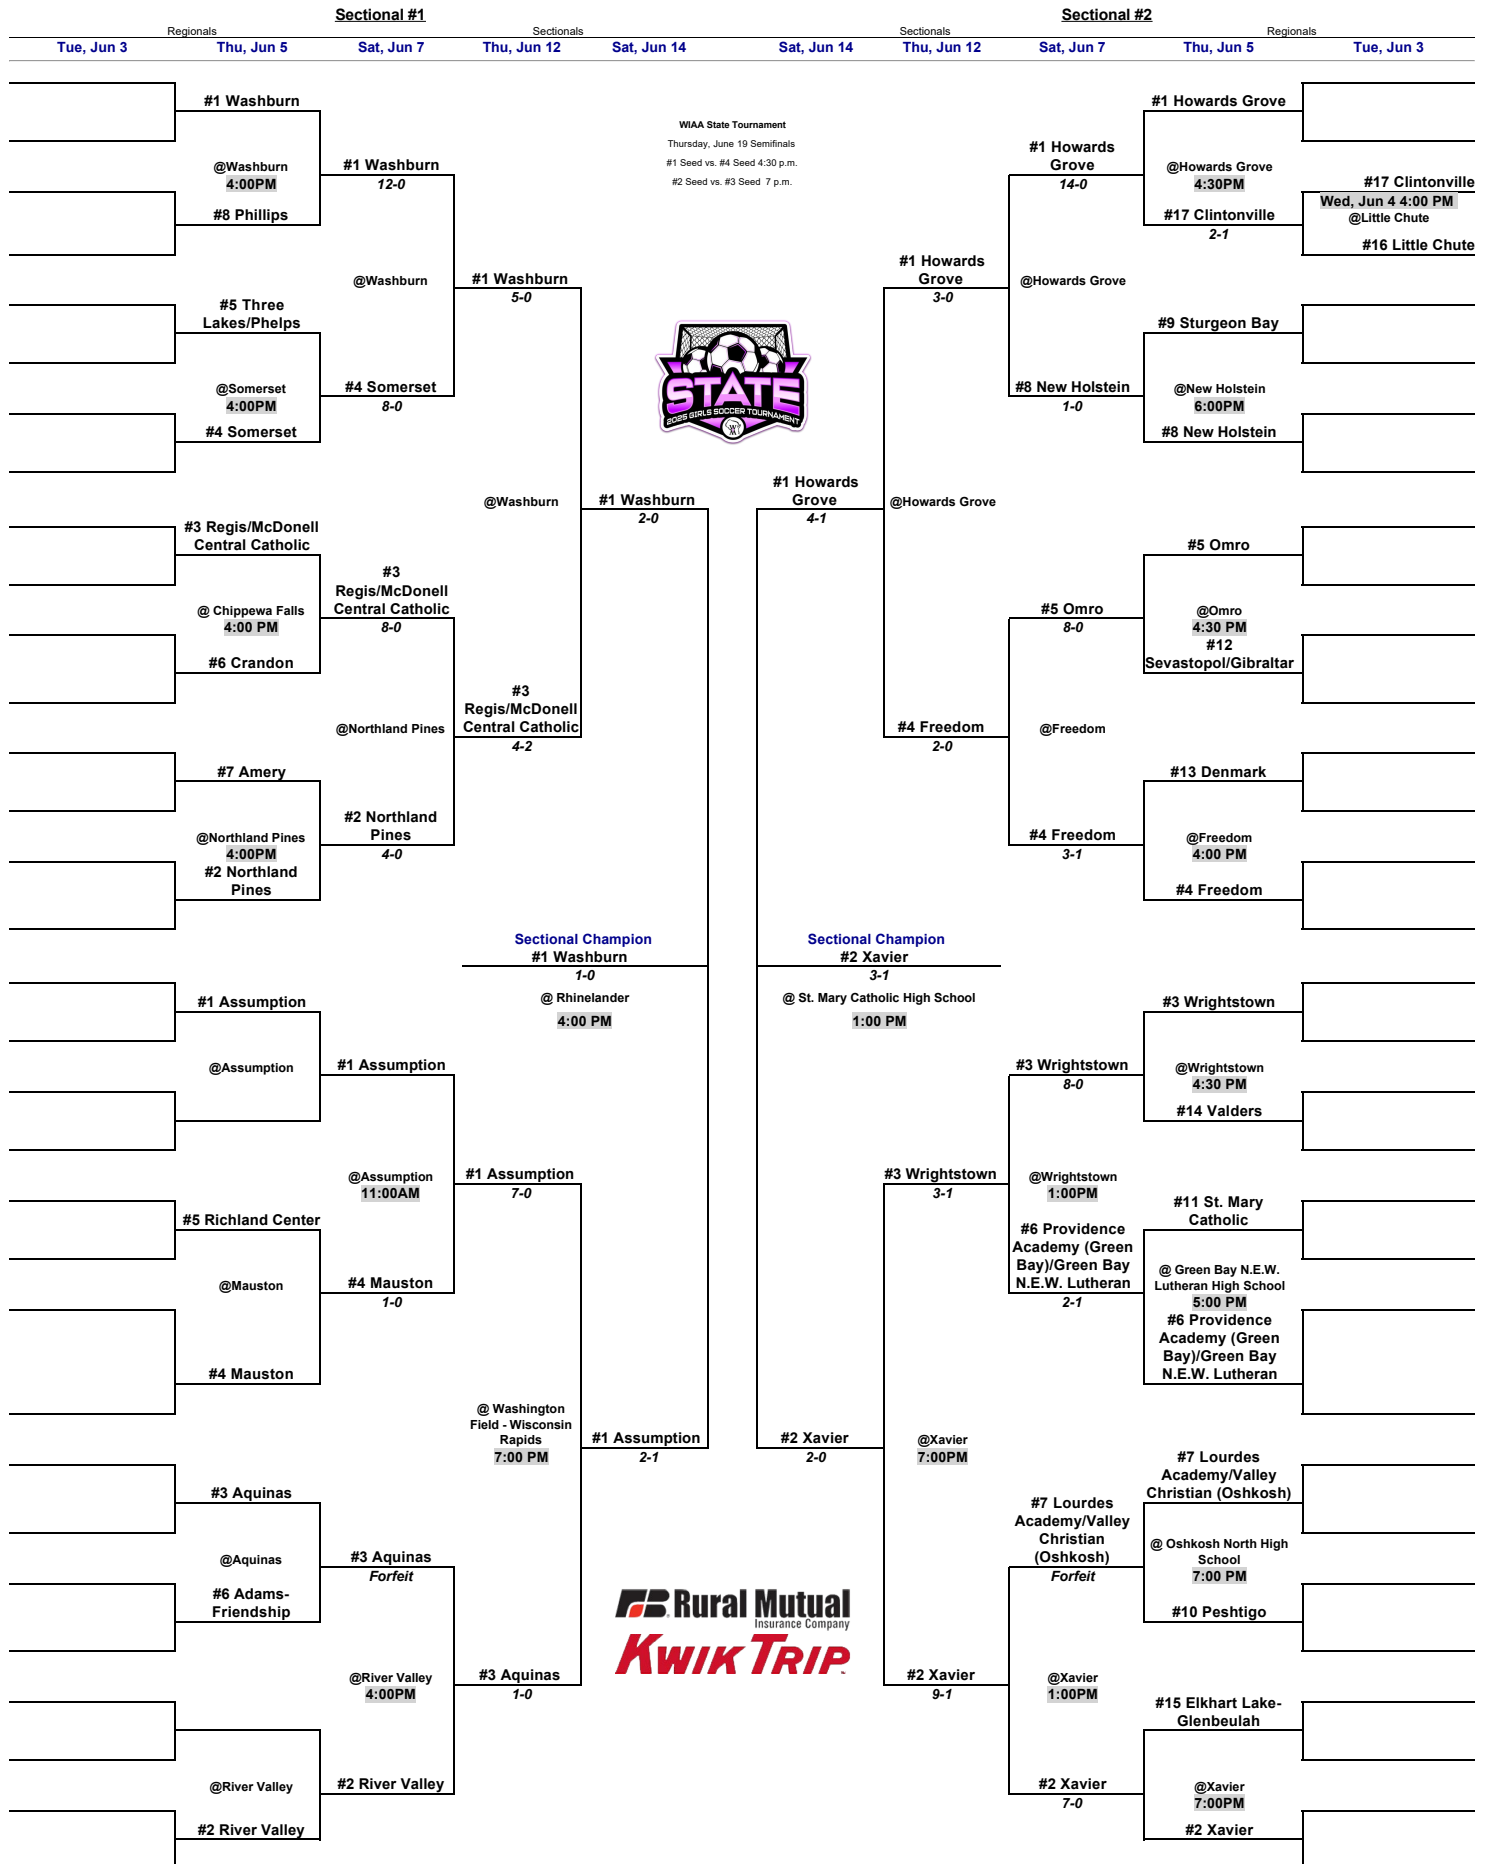 Sectional #1
Sectional #2
Regionals
Sectionals
Sectionals
Regionals
Tue, Jun 3
Thu, Jun 5
Sat, Jun 7
Thu, Jun 12
Sat, Jun 14
Sat, Jun 14
Thu, Jun 12
Sat, Jun 7
Thu, Jun 5
Tue, Jun 3
#1 Washburn
@Washburn
4:00PM
#8 Phillips
#5 Three
Lakes/Phelps
@Somerset
4:00PM
#4 Somerset
#3 Regis/McDonell
Central Catholic
@ Chippewa Falls
4:00 PM
#6 Crandon
#7 Amery
@Northland Pines
4:00PM
#2 Northland
Pines
#1 Washburn
12-0
@Washburn
#4 Somerset
8-0
#3
Regis/McDonell
Central Catholic
8-0
@Northland Pines
#2 Northland
Pines
4-0
#1 Washburn
5-0
@Washburn
#3
Regis/McDonell
Central Catholic
4-2
#1 Washburn
2-0
WIAA State Tournament
Thursday, June 19 Semifinals
#1 Seed vs. #4 Seed 4:30 p.m.
#2 Seed vs. #3 Seed 7 p.m.
STATE
2025 GIRLS SOCCER TOURNAMENT
#1 Howards
Grove
4-1
#1 Howards
Grove
3-0
@Howards Grove
#4 Freedom
2-0
#1 Howards
Grove
14-0
@Howards Grove
#8 New Holstein
1-0
#5 Omro
8-0
@Freedom
#4 Freedom
3-1
#1 Howards Grove
@Howards Grove
4:30PM
#17 Clintonville
2-1
#9 Sturgeon Bay
@New Holstein
6:00PM
#8 New Holstein
#5 Omro
@Omro
4:30 PM
#12
Sevastopol/Gibraltar
#13 Denmark
@Freedom
4:00 PM
#4 Freedom
#17 Clintonville
Wed, Jun 4 4:00 PM
@Little Chute
#16 Little Chute
Sectional Champion
#1 Washburn
1-0
@ Rhinelander
4:00 PM
Sectional Champion
#2 Xavier
3-1
@ St. Mary Catholic High School
1:00 PM
#1 Assumption
@Assumption
#5 Richland Center
@Mauston
#4 Mauston
#3 Aquinas
@Aquinas
#6 Adams-
Friendship
@River Valley
#2 River Valley
#1 Assumption
@Assumption
11:00AM
#4 Mauston
1-0
#3 Aquinas
Forfeit
@River Valley
4:00PM
#2 River Valley
#1 Assumption
7-0
@ Washington
Field - Wisconsin
Rapids
7:00 PM
#3 Aquinas
1-0
#1 Assumption
2-1
Rural Mutual
Insurance Company
KWIK TRIP
#2 Xavier
2-0
#3 Wrightstown
3-1
@Xavier
7:00PM
#2 Xavier
9-1
#3 Wrightstown
8-0
@Wrightstown
1:00PM
#6 Providence
Academy (Green
Bay)/Green Bay
N.E.W. Lutheran
2-1
#7 Lourdes
Academy/Valley
Christian
(Oshkosh)
Forfeit
@Xavier
1:00PM
#2 Xavier
7-0
#3 Wrightstown
@Wrightstown
4:30 PM
#14 Valders
#11 St. Mary
Catholic
@ Green Bay N.E.W.
Lutheran High School
5:00 PM
#6 Providence
Academy (Green
Bay)/Green Bay
N.E.W. Lutheran
#7 Lourdes
Academy/Valley
Christian (Oshkosh)
@ Oshkosh North High
School
7:00 PM
#10 Peshtigo
#15 Elkhart Lake-
Glenbeulah
@Xavier
7:00PM
#2 Xavier